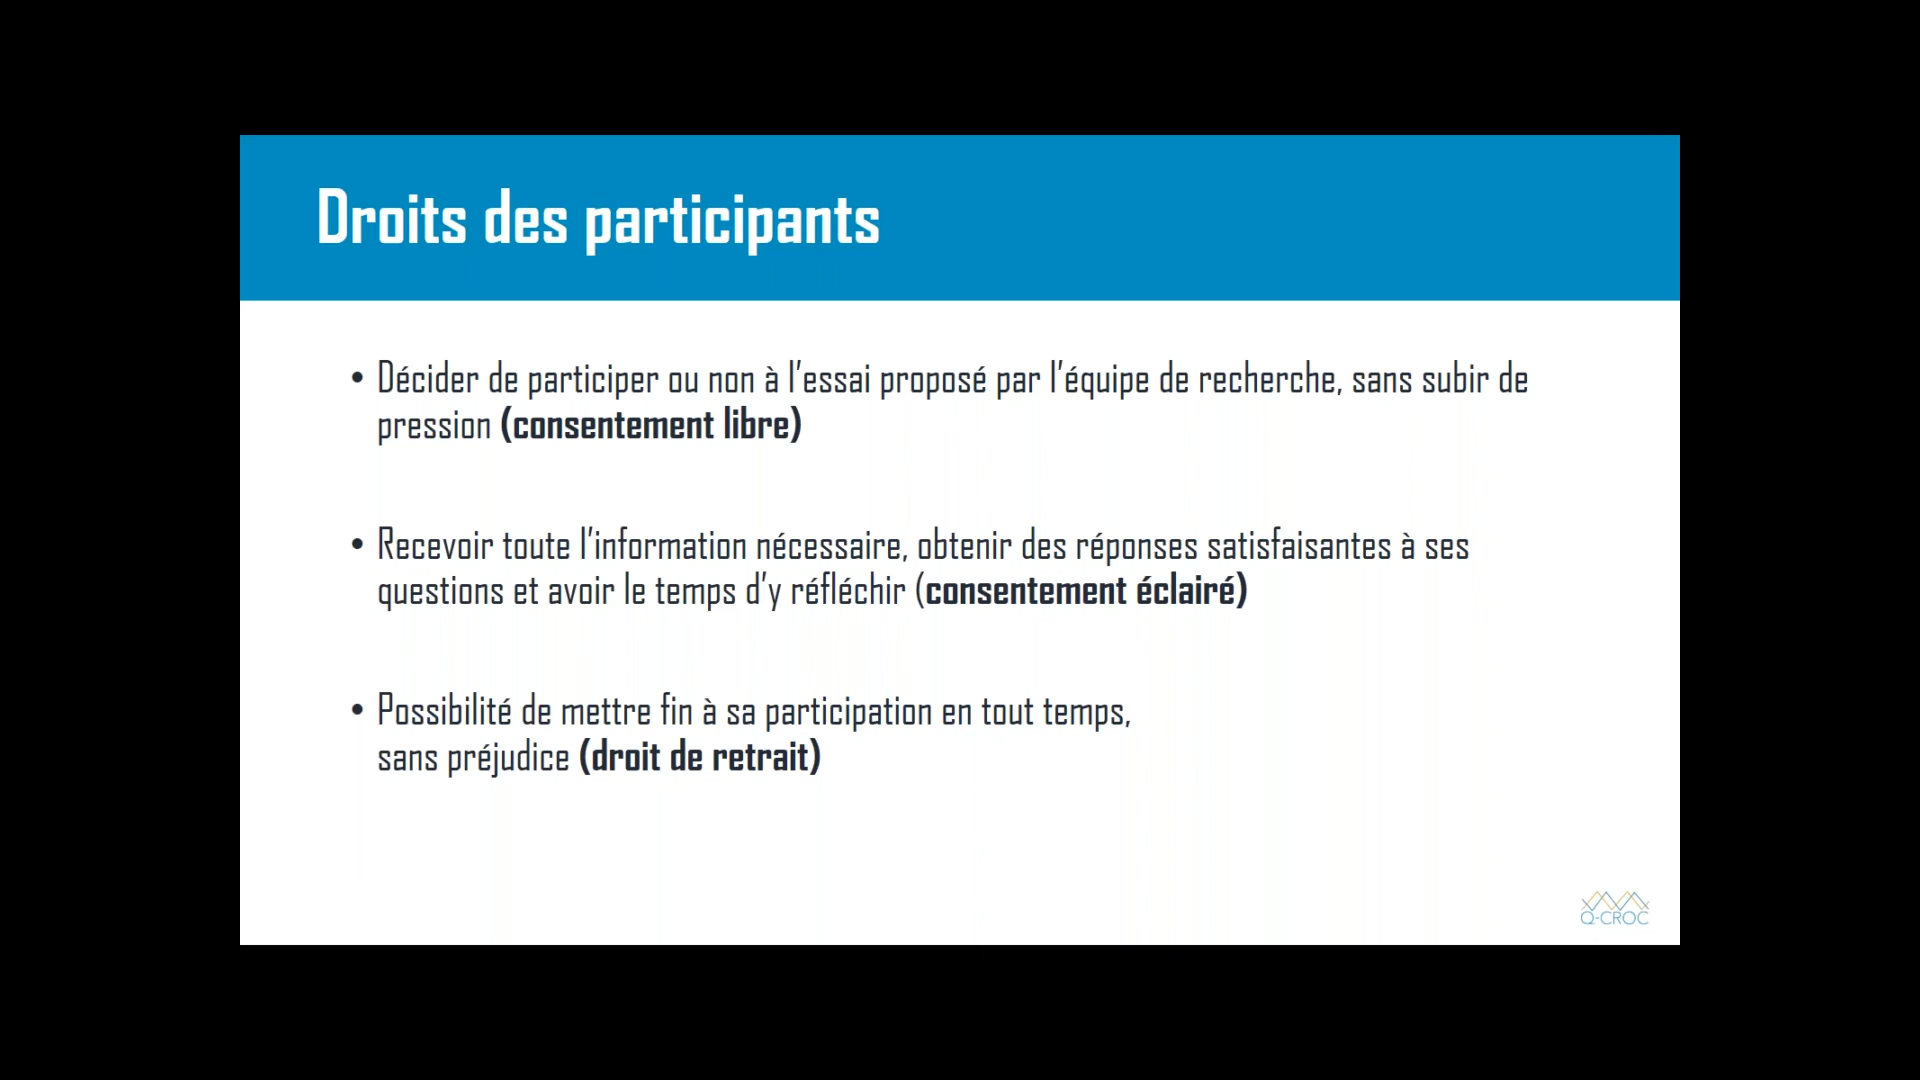 Droits des participants
• Décider de participer ou non à l’essai proposé par l’équipe de recherche, sans subir de
pression (consentement libre)
• Recevoir toute l’information nécessaire, obtenir des réponses satisfaisantes à ses
questions et avoir le temps d’y réfléchir (consentement éclairé)
• Possibilité de mettre fin à sa participation en tout temps,
sans préjudice (droit de retrait)
Q-CROC